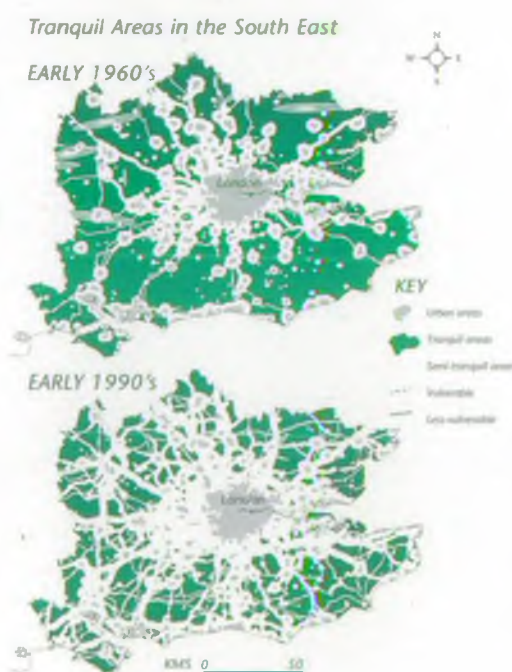 Tranquil Areas in the South East
N
W E
S
EARLY 1960's
London
KEY
Urban areas
Tranquil areas
Semi-tranquil areas
Vulnerable
Less vulnerable
EARLY 1990's
London
KMS 0 50